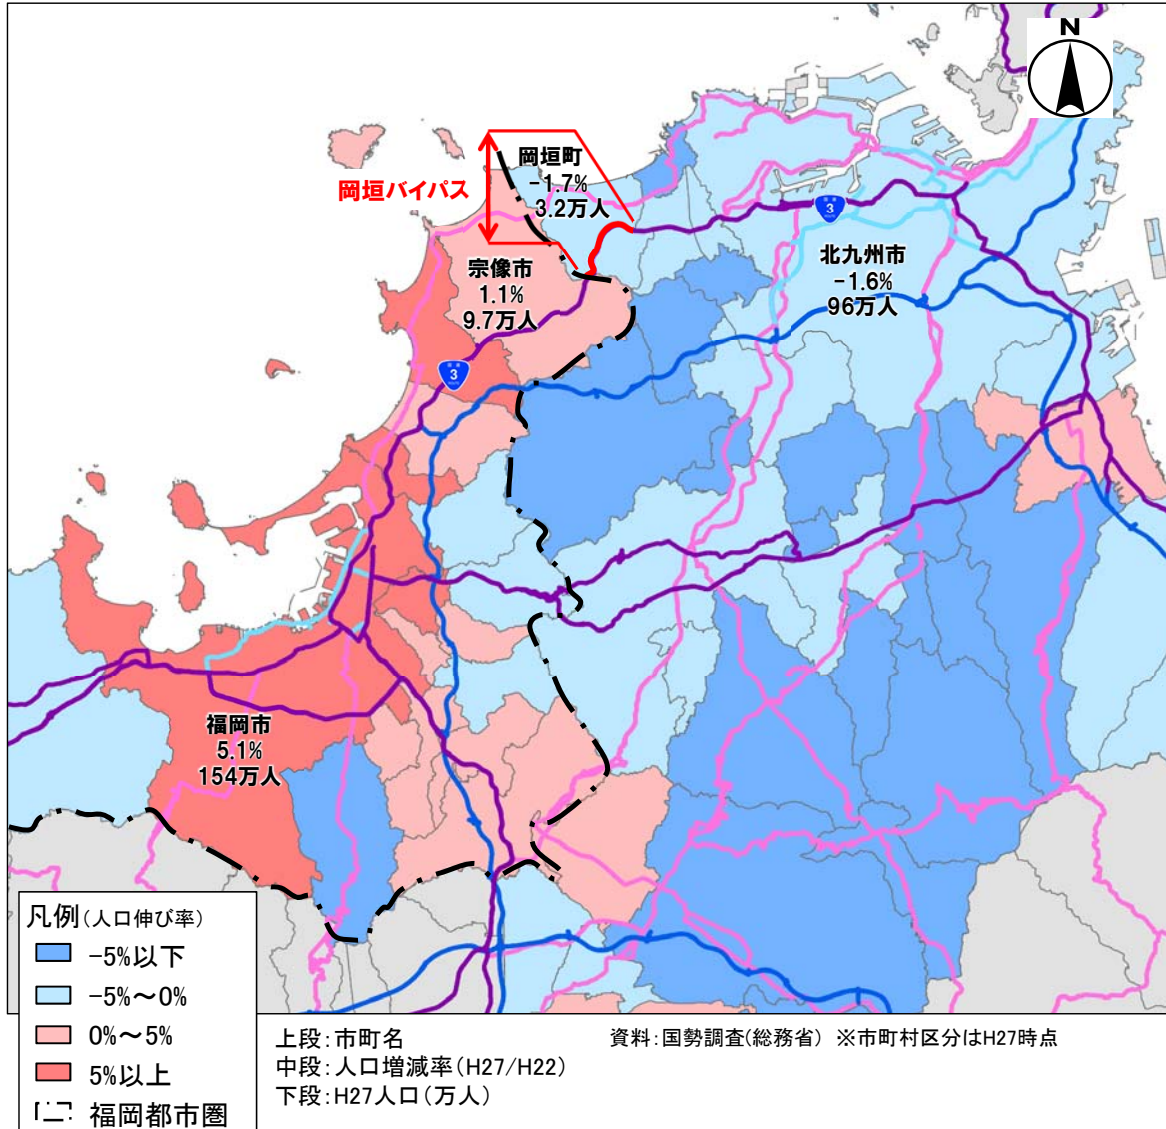 N
岡垣町
-1.7%
3.2万人
岡垣バイパス
3
宗像市
1.1%
9.7万人
北九州市
-1.6%
96万人
3
福岡市
5.1%
154万人
凡例(人口伸び率)
-5%以下
-5%～0%
0%～5%
5%以上
福岡都市圏
上段:市町名
中段:人口増減率(H27/H22)
下段:H27人口(万人)
資料:国勢調査(総務省) ※市町村区分はH27時点